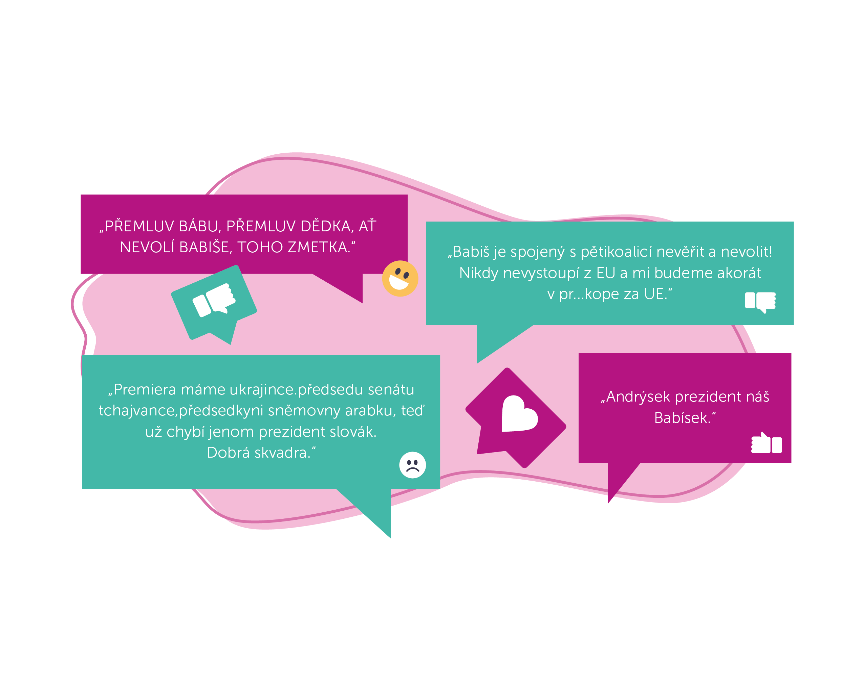 „PŘEMLUV BÁBU, PŘEMLUV DĚDKA, AŤ
NEVOLÍ BABIŠE, TOHO ZMETKA.“
„Babiš je spojený s pětikoalicí nevěřit a nevolit!
Nikdy nevystoupí z EU a mi budeme akorát
v pr...kope za UE.“
„Premiera máme ukrajince.předsedu senátu
tchajvance,předsedkyni sněmovny arabku, teď
už chybí jenom prezident slovák.
Dobrá skvadra.“
„Andrýsek prezident náš
Babísek.“